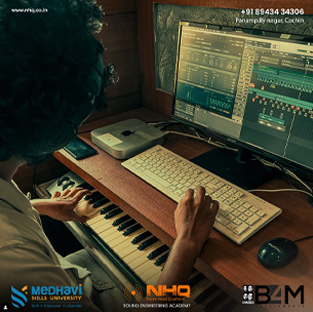 www.nhq.co.in
+91 89434 34306
Panampilly nagar, Cochin
MEDHAVI
SKILLS UNIVERSITY
NHQ
SOUND ENGINEERING ACADEMY
B4M